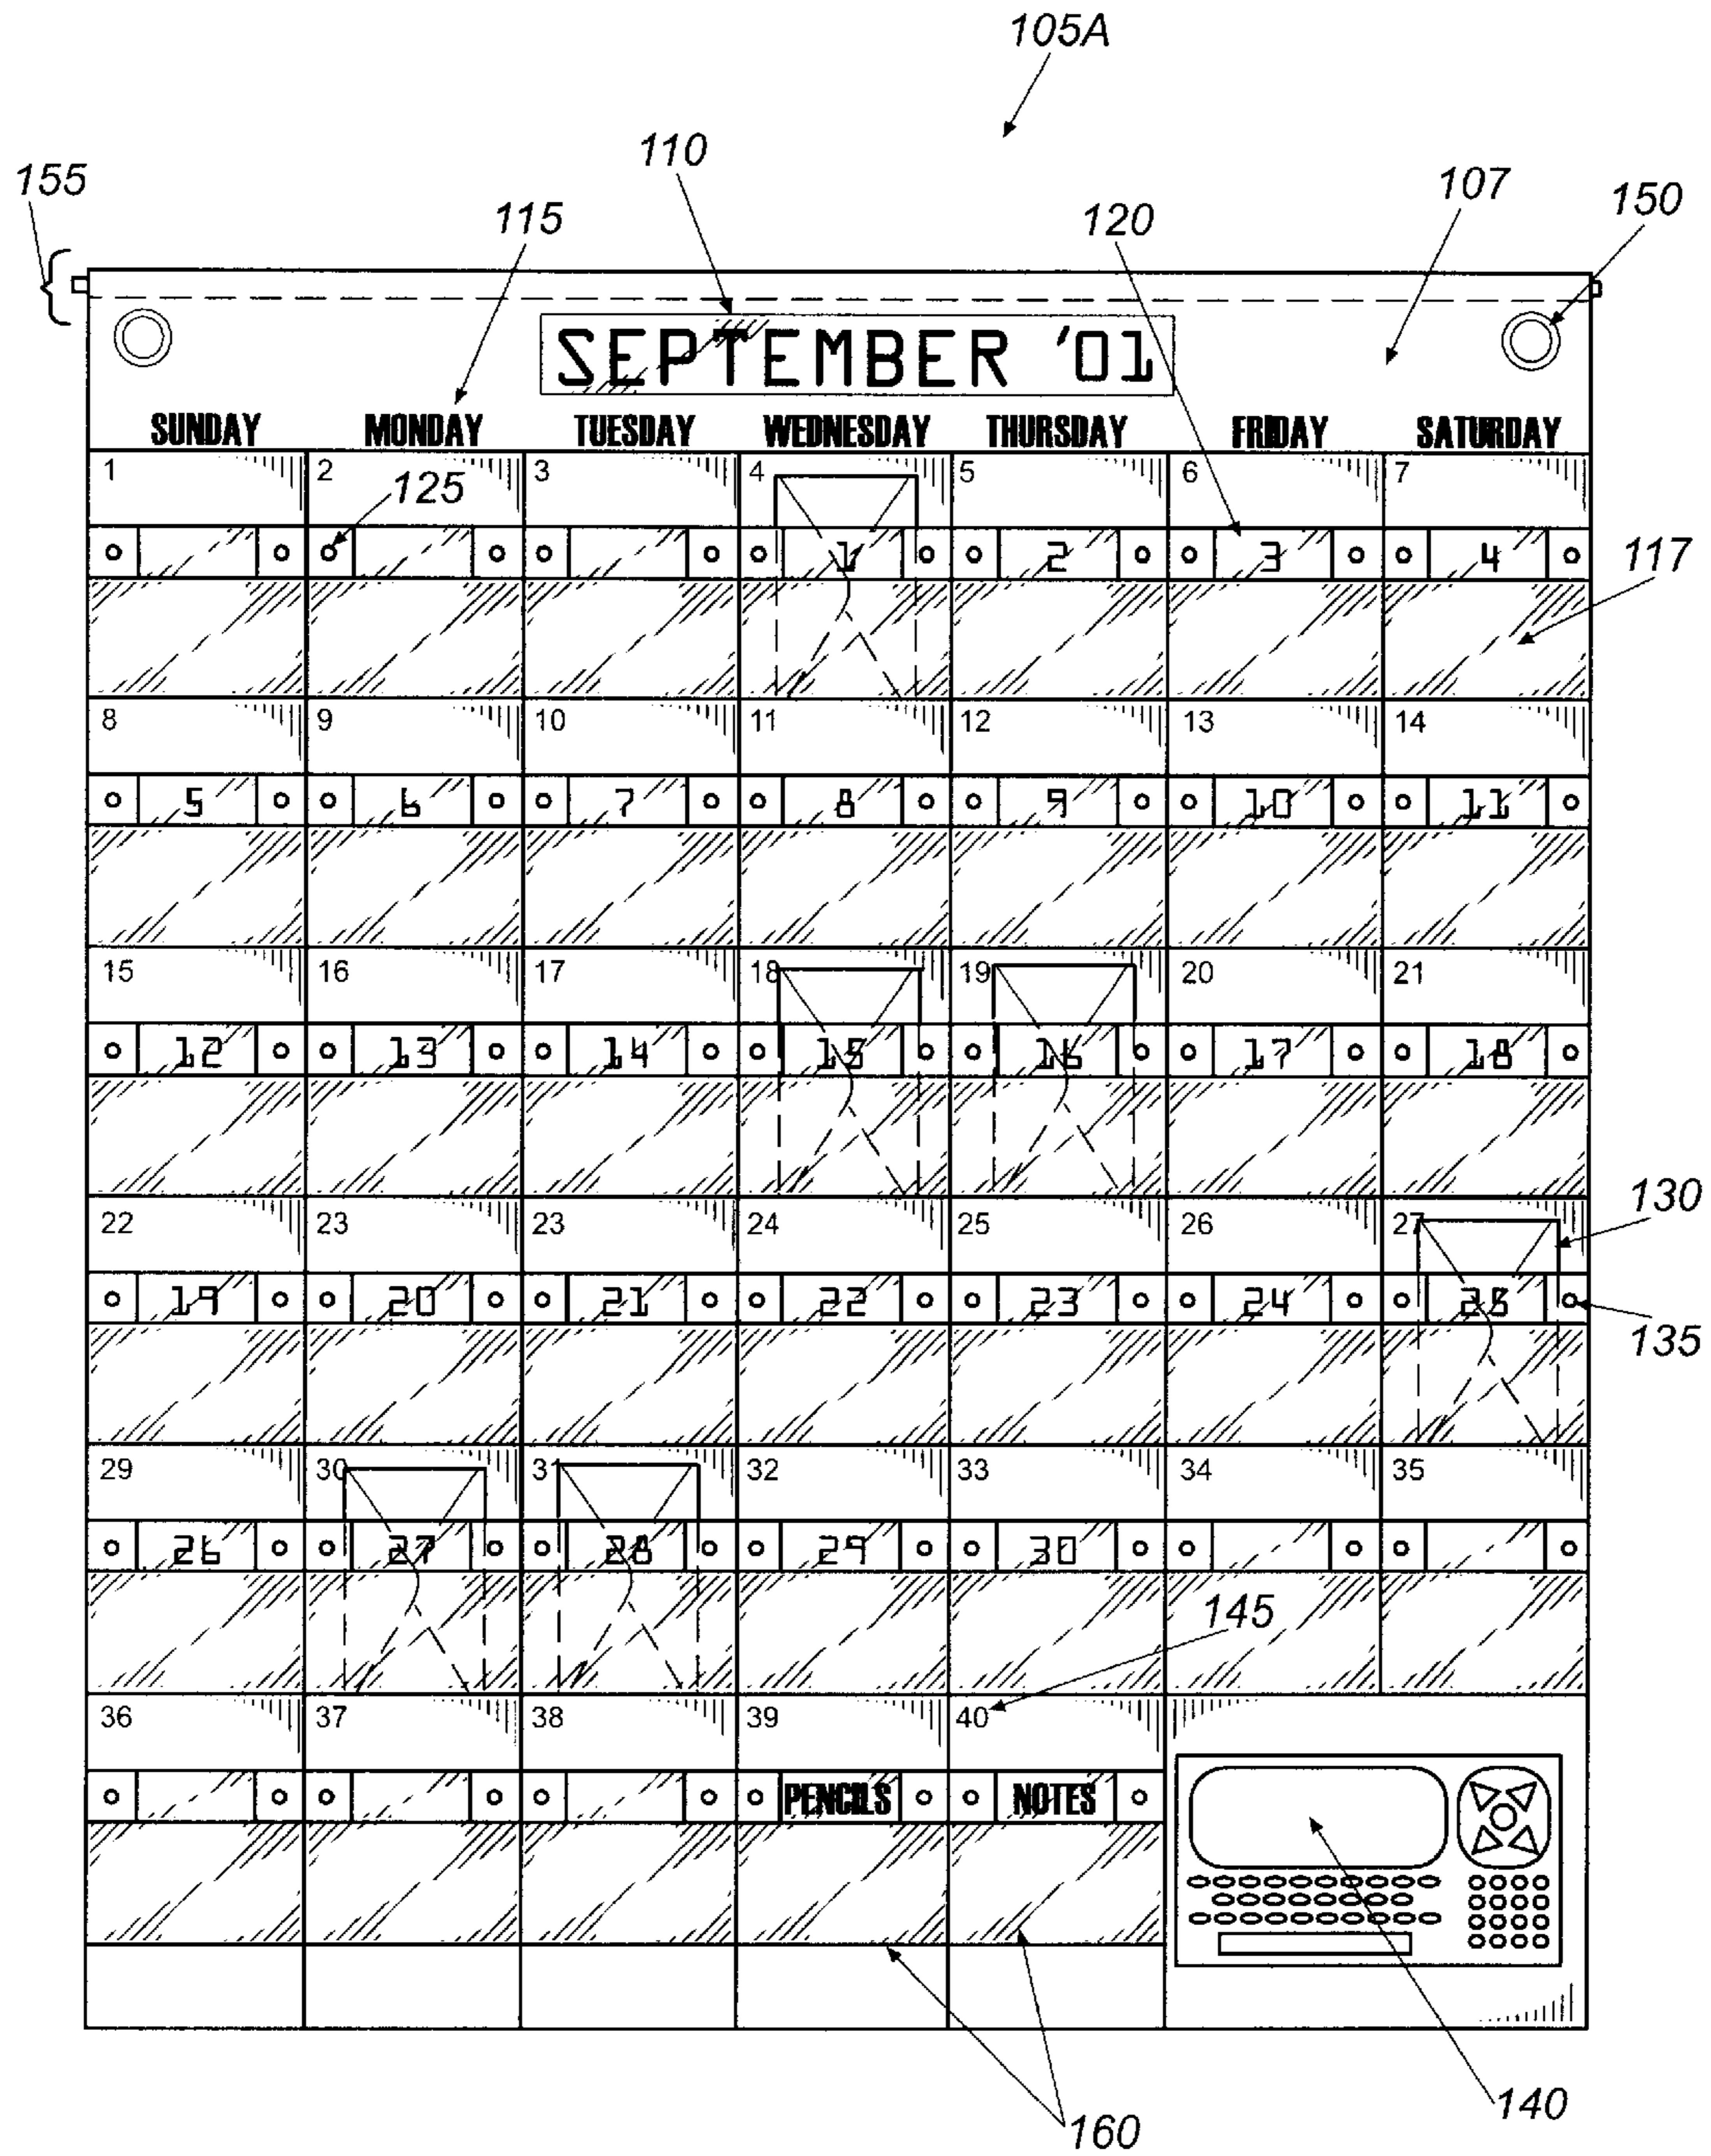 105A
110
155
107
150
115
120
SEPTEMBER '01
SUNDAY MONDAY TUESDAY WEDNESDAY THURSDAY FRIDAY SATURDAY
1 2 3 4 5 6 7
125
1 2 3 4
117
8 9 10 11 12 13 14
5 6 7 8 9 10 11
15 16 17 18 19 20 21
12 13 14 15 16 17 18
130
22 23 23 24 25 26 27
19 20 21 22 23 24 25
135
29 30 31 32 33 34 35
26 27 28 29 30
145
36 37 38 39 40
PENCILS NOTES
140
160